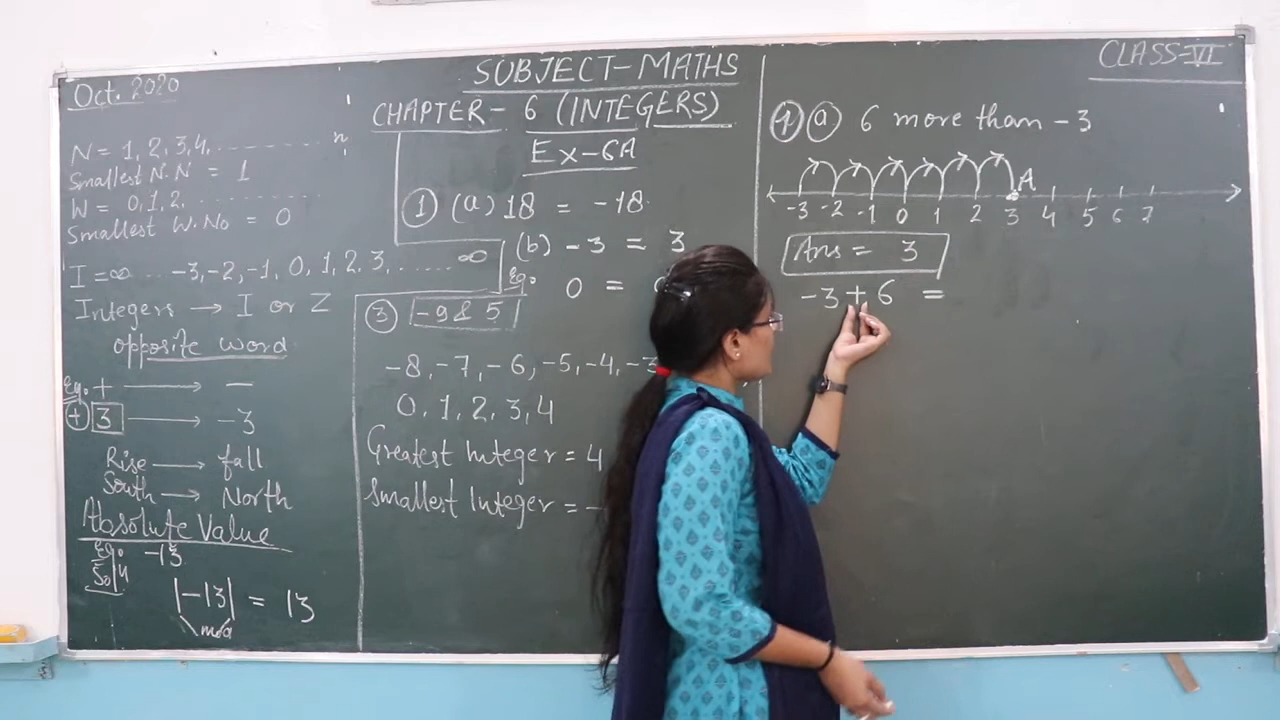 Oct. 2020
SUBJECT-MATHS
CLASS-VI
CHAPTER- 6 (INTEGERS)
Ex-6A
N = 1, 2, 3, 4, .......... n,
Smallest N.N = 1
W = 0, 1, 2, ..........
Smallest W.No = 0
I = ∞ .... -3, -2, -1, 0, 1, 2, 3, ...... ∞
Integers → I or Z
opposite word
Eg. + → -
+ 3 → -3
Rise → fall
South → North
Absolute Value
Eg: -13
Solⁿ
|-13| = 13
mod
① (a) 18 = -18
(b) -3 = 3
Eg. 0 =
③ -9 & 5
-8, -7, -6, -5, -4, -3
0, 1, 2, 3, 4
Greatest Integer = 4
Smallest Integer = -
④ ⓐ 6 more than -3
A
-3 -2 -1 0 1 2 3 4 5 6 7
Ans = 3
-3 + 6 =